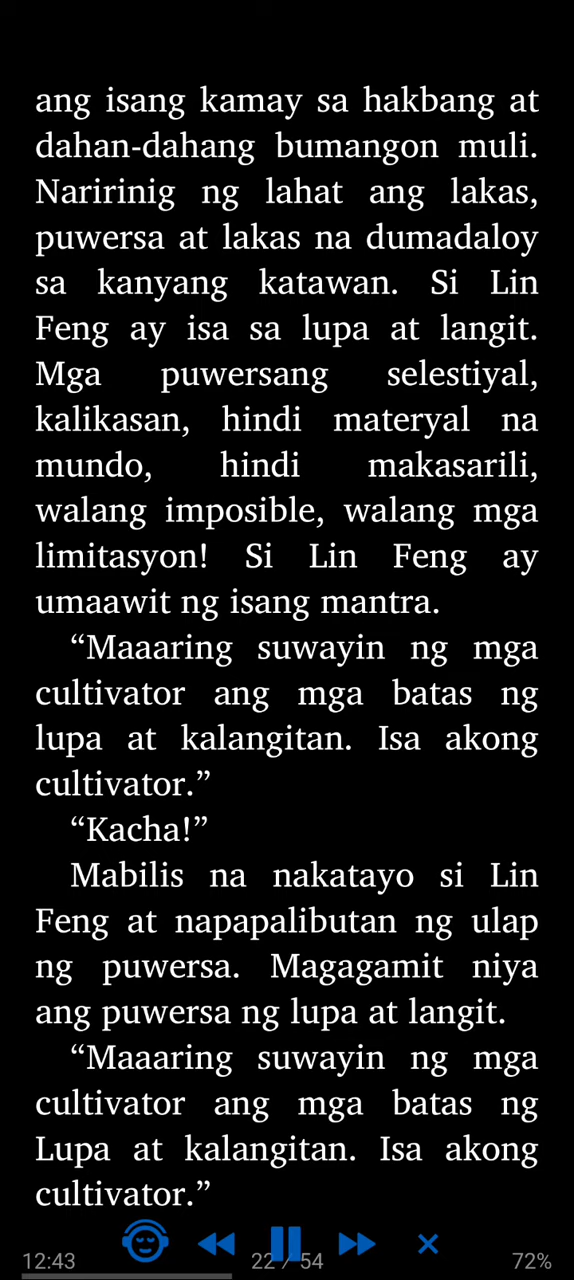 ang isang kamay sa hakbang at
dahan-dahang bumangon muli.
Naririnig ng lahat ang lakas,
puwersa at lakas na dumadaloy
sa kanyang katawan. Si Lin
Feng ay isa sa lupa at langit.
Mga puwersang selestiyal,
kalikasan, hindi materyal na
mundo, hindi makasarili,
walang imposible, walang mga
limitasyon! Si Lin Feng ay
umaawit ng isang mantra.
“Maaaring suwayin ng mga
cultivator ang mga batas ng
lupa at kalangitan. Isa akong
cultivator.”
“Kacha!”
Mabilis na nakatayo si Lin
Feng at napapalibutan ng ulap
ng puwersa. Magagamit niya
ang puwersa ng lupa at langit.
“Maaaring suwayin ng mga
cultivator ang mga batas ng
Lupa at kalangitan. Isa akong
cultivator.”
12:43 22 / 54 72%